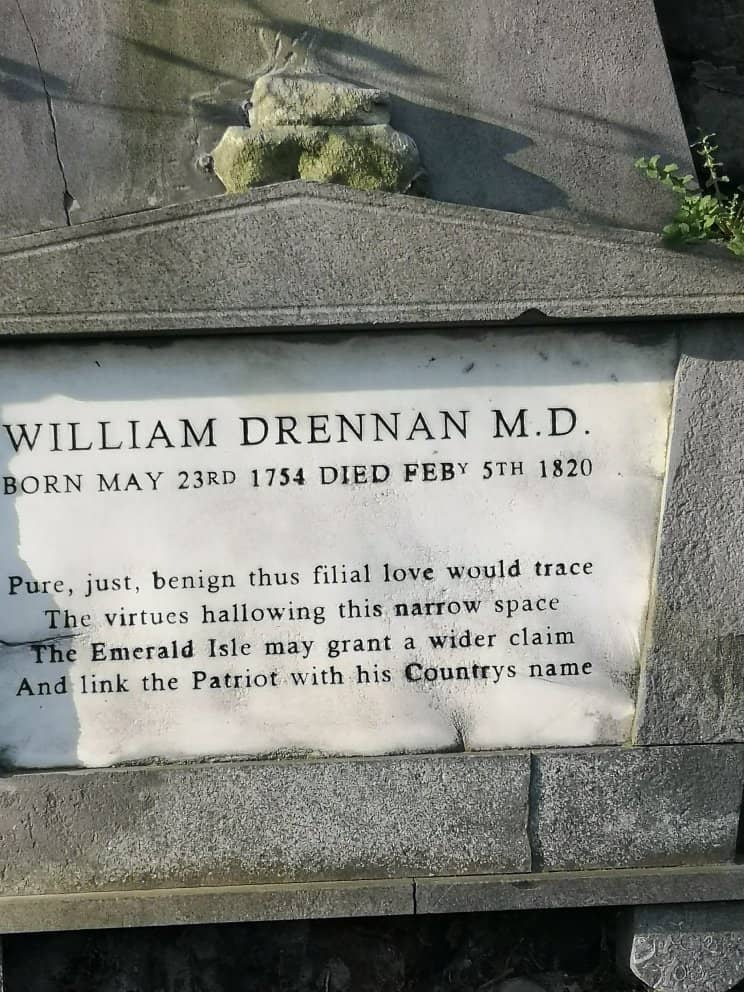 WILLIAM DRENNAN M.D.
BORN MAY 23RD 1754 DIED FEBY 5TH 1820
Pure, just, benign thus filial love would trace
The virtues hallowing this narrow space
The Emerald Isle may grant a wider claim
And link the Patriot with his Countrys name